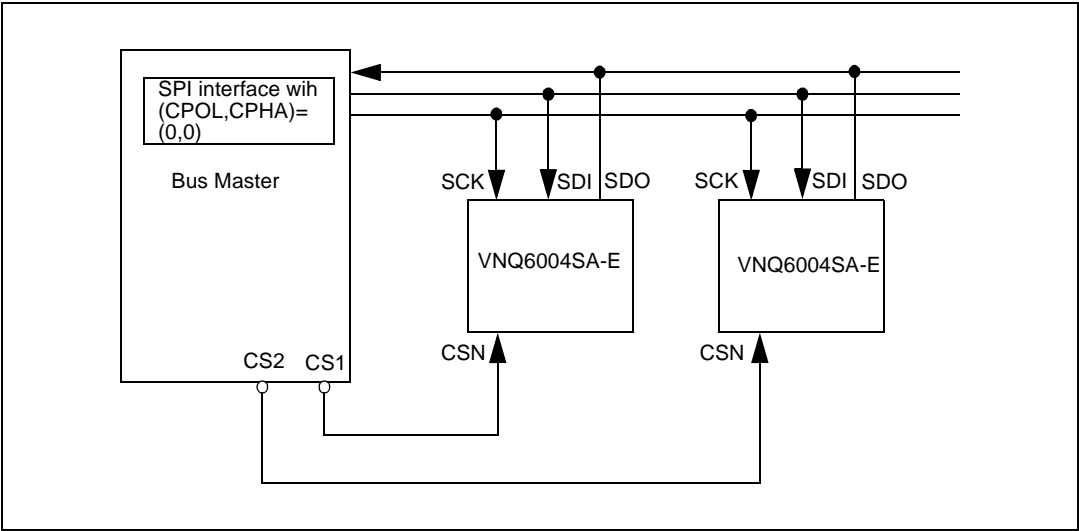 SPI interface wih
(CPOL,CPHA)=
(0,0)
Bus Master
SCK SDI SDO
SCK SDI SDO
VNQ6004SA-E
VNQ6004SA-E
CS2 CS1
CSN
CSN